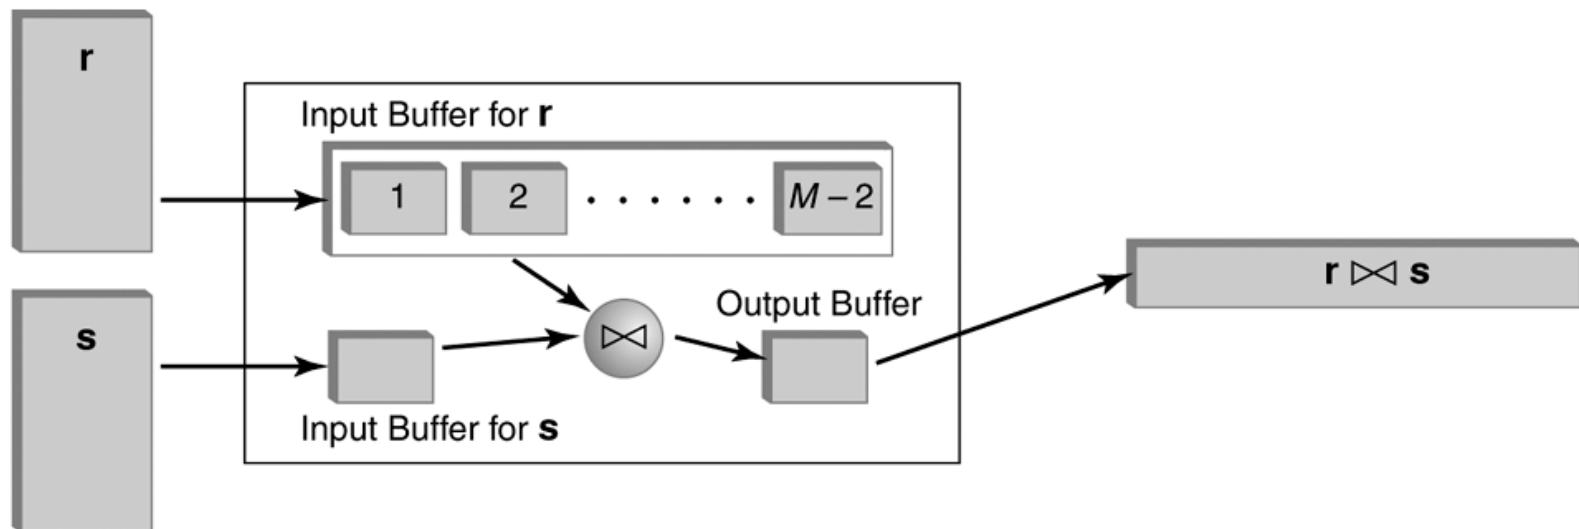 r
Input Buffer for r
1 2 . . . . . . M – 2
s
Output Buffer
⋈
Input Buffer for s
r ⋈ s